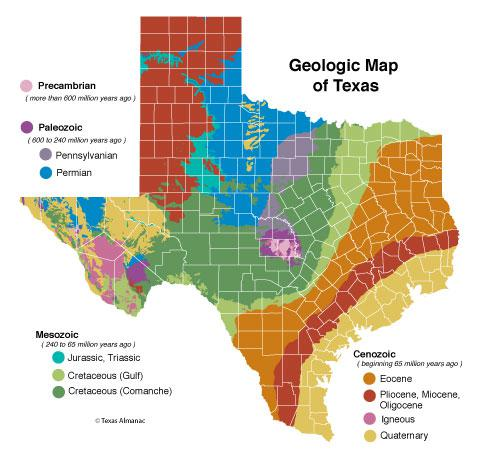 Geologic Map
of Texas
Precambrian
( more than 600 million years ago )
Paleozoic
( 600 to 240 million years ago )
Pennsylvanian
Permian
Mesozoic
( 240 to 65 million years ago )
Jurassic, Triassic
Cretaceous (Gulf)
Cretaceous (Comanche)
© Texas Almanac
Cenozoic
( beginning 65 million years ago )
Eocene
Pliocene, Miocene,
Oligocene
Igneous
Quaternary